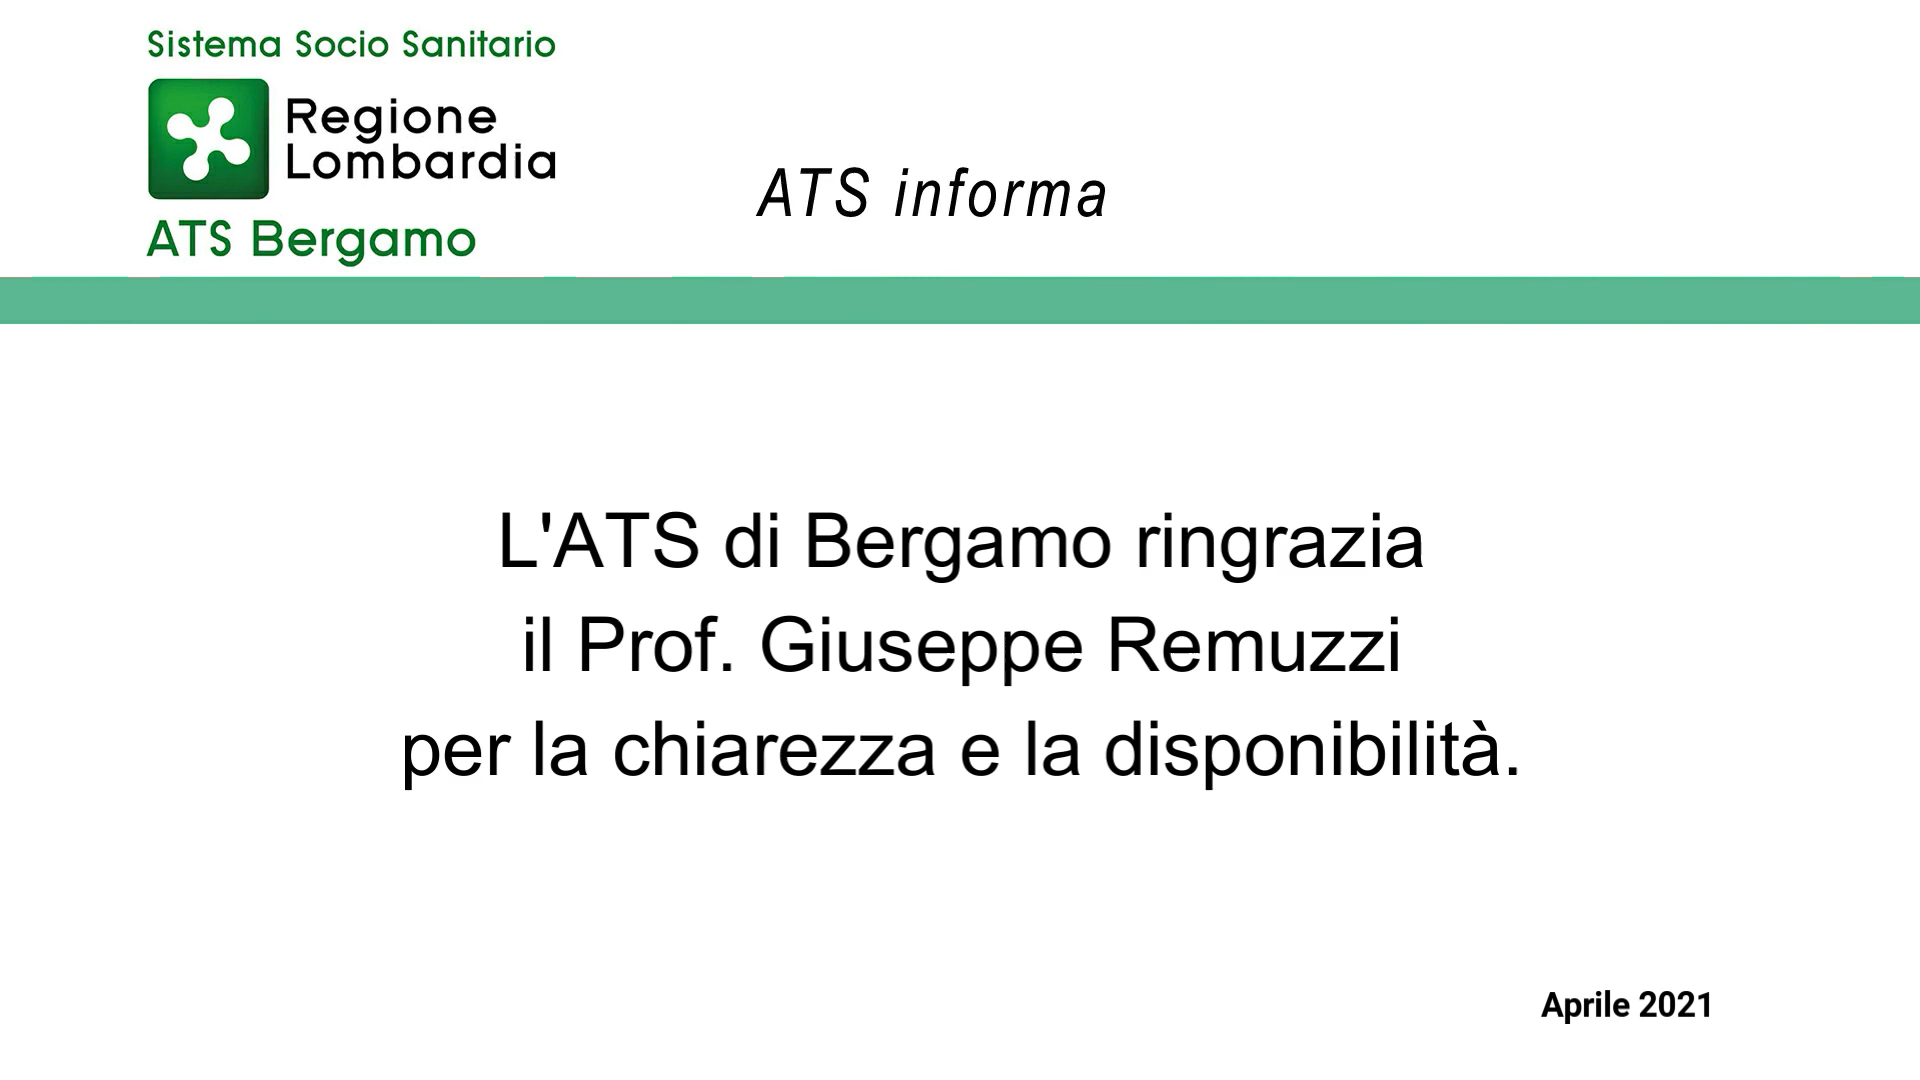 Sistema Socio Sanitario
Regione
Lombardia
ATS Bergamo
ATS informa
L'ATS di Bergamo ringrazia
il Prof. Giuseppe Remuzzi
per la chiarezza e la disponibilità.
Aprile 2021